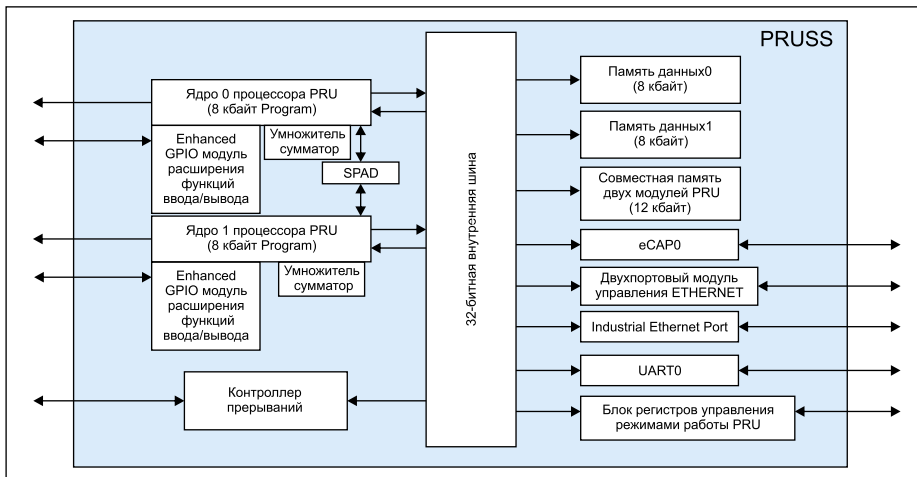 PRUSS
Ядро 0 процессора PRU
(8 кбайт Program)
Enhanced
GPIO модуль
расширения
функций
ввода/вывода
Умножитель
сумматор
SPAD
Ядро 1 процессора PRU
(8 кбайт Program)
Enhanced
GPIO модуль
расширения
функций
ввода/вывода
Умножитель
сумматор
Контроллер
прерываний
32-битная внутренняя шина
Память данных0
(8 кбайт)
Память данных1
(8 кбайт)
Совместная память
двух модулей PRU
(12 кбайт)
eCAP0
Двухпортовый модуль
управления ETHERNET
Industrial Ethernet Port
UART0
Блок регистров управления
режимами работы PRU